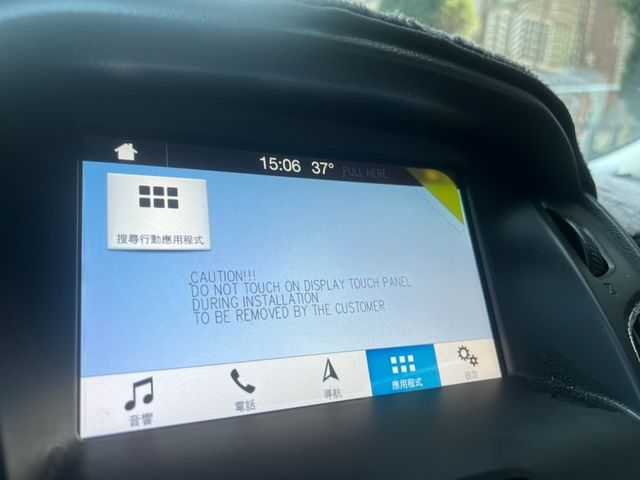 15:06 37° PULL HERE
搜尋行動應用程式
CAUTION!!!
DO NOT TOUCH ON DISPLAY TOUCH PANEL
DURING INSTALLATION
TO BE REMOVED BY THE CUSTOMER
音響 電話 導航 應用程式 設定